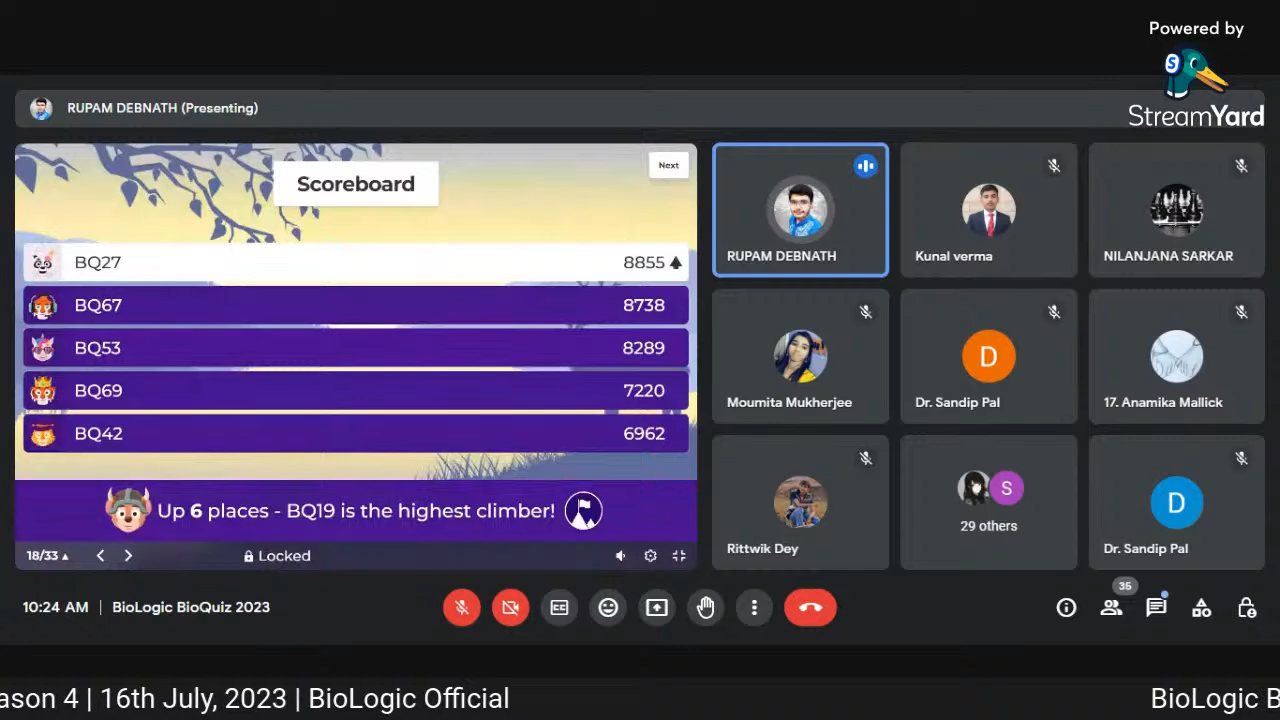 Powered by
S
StreamYard
RUPAM DEBNATH (Presenting)
Next
Scoreboard
BQ27 8855
BQ67 8738
BQ53 8289
BQ69 7220
BQ42 6962
Up 6 places - BQ19 is the highest climber!
18/33
Locked
RUPAM DEBNATH
Kunal verma
NILANJANA SARKAR
Moumita Mukherjee
D
Dr. Sandip Pal
17. Anamika Mallick
Rittwik Dey
S
29 others
D
Dr. Sandip Pal
10:24 AM | BioLogic BioQuiz 2023
CC
35
ason 4 | 16th July, 2023 | BioLogic Official
BioLogic B